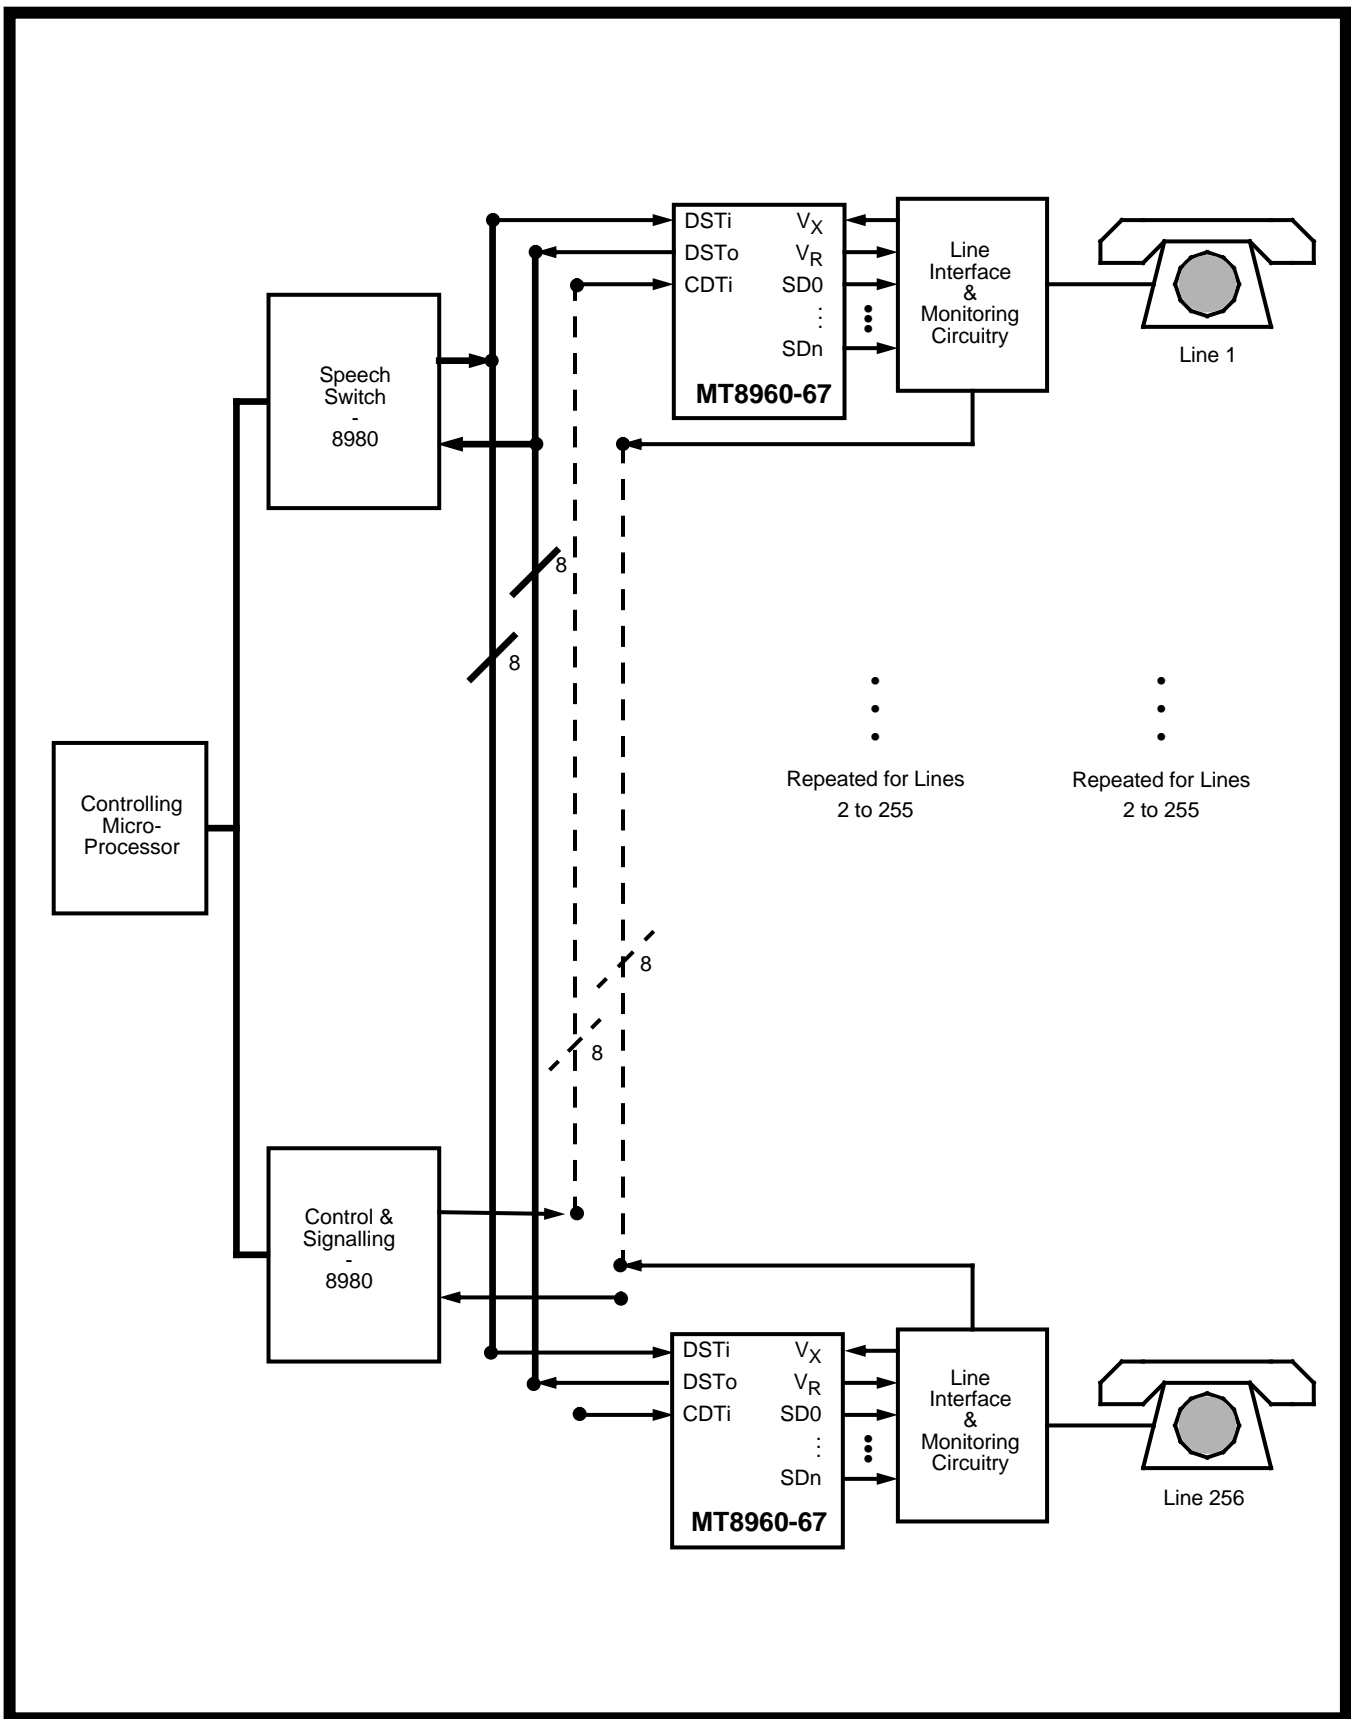 DSTi VX
DSTo VR
CDTi SD0
SDn
MT8960-67
Line
Interface
&
Monitoring
Circuitry
Line 1
Speech
Switch
-
8980
8
8
Controlling
Micro-
Processor
Repeated for Lines
2 to 255
Repeated for Lines
2 to 255
8
8
Control &
Signalling
-
8980
DSTi VX
DSTo VR
CDTi SD0
SDn
MT8960-67
Line
Interface
&
Monitoring
Circuitry
Line 256